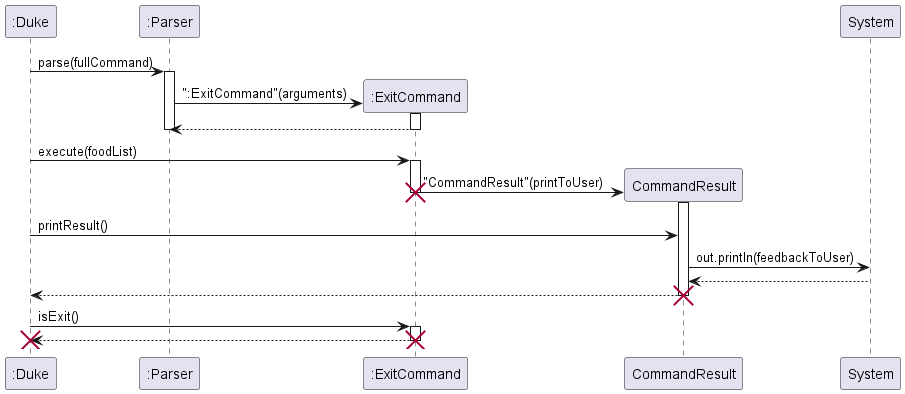 :Duke
:Parser
System
parse(fullCommand)
":ExitCommand"(arguments)
:ExitCommand
execute(foodList)
"CommandResult"(printToUser)
CommandResult
printResult()
out.println(feedbackToUser)
isExit()
:Duke
:Parser
:ExitCommand
CommandResult
System